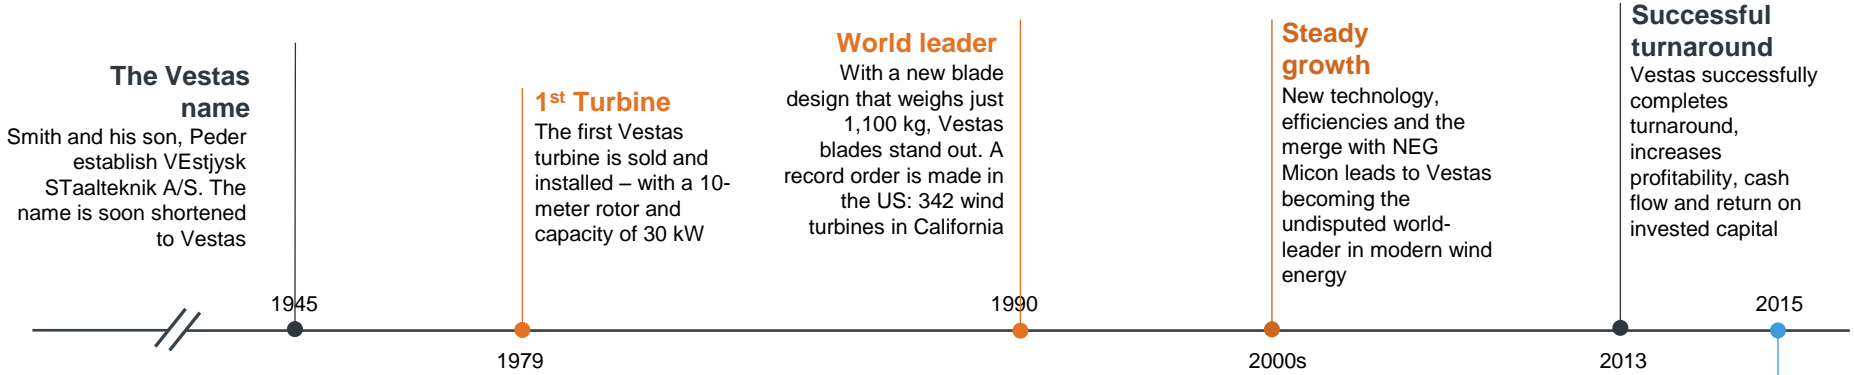 The Vestas
name
Smith and his son, Peder
establish VEstjysk
STaalteknik A/S. The
name is soon shortened
to Vestas
1945
1st Turbine
The first Vestas
turbine is sold and
installed – with a 10-
meter rotor and
capacity of 30 kW
1979
World leader
With a new blade
design that weighs just
1,100 kg, Vestas
blades stand out. A
record order is made in
the US: 342 wind
turbines in California
1990
Steady
growth
New technology,
efficiencies and the
merge with NEG
Micon leads to Vestas
becoming the
undisputed world-
leader in modern wind
energy
2000s
Successful
turnaround
Vestas successfully
completes
turnaround,
increases
profitability, cash
flow and return on
invested capital
2013
2015